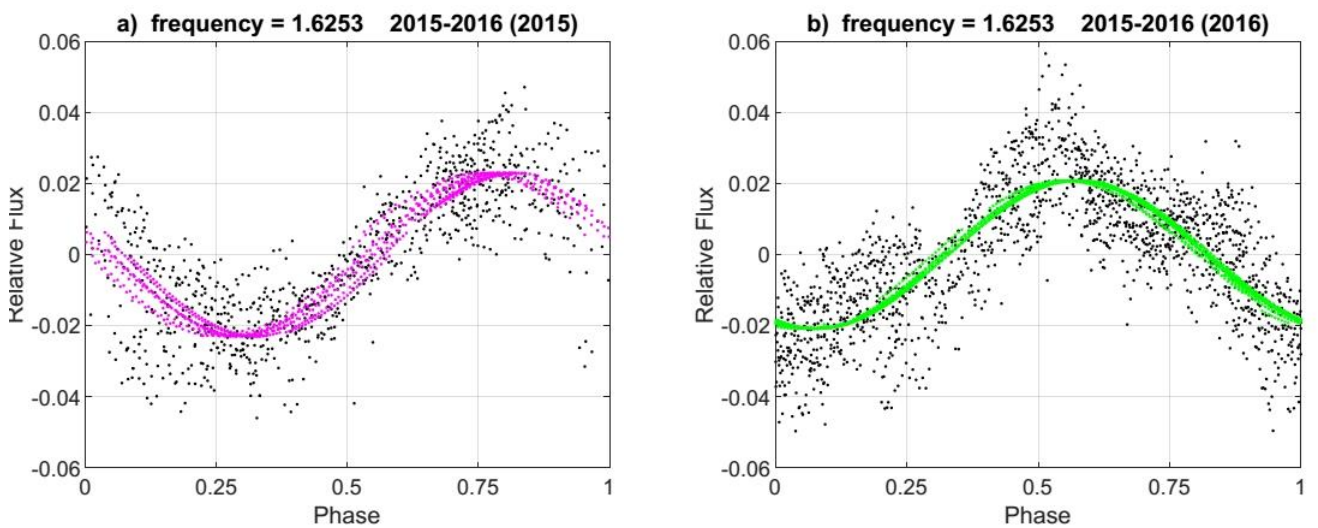 a) frequency = 1.6253 2015-2016 (2015)
0.06
0.04
0.02
0
-0.02
-0.04
-0.06
Relative Flux
0 0.25 0.5 0.75 1
Phase
b) frequency = 1.6253 2015-2016 (2016)
0.06
0.04
0.02
0
-0.02
-0.04
-0.06
Relative Flux
0 0.25 0.5 0.75 1
Phase